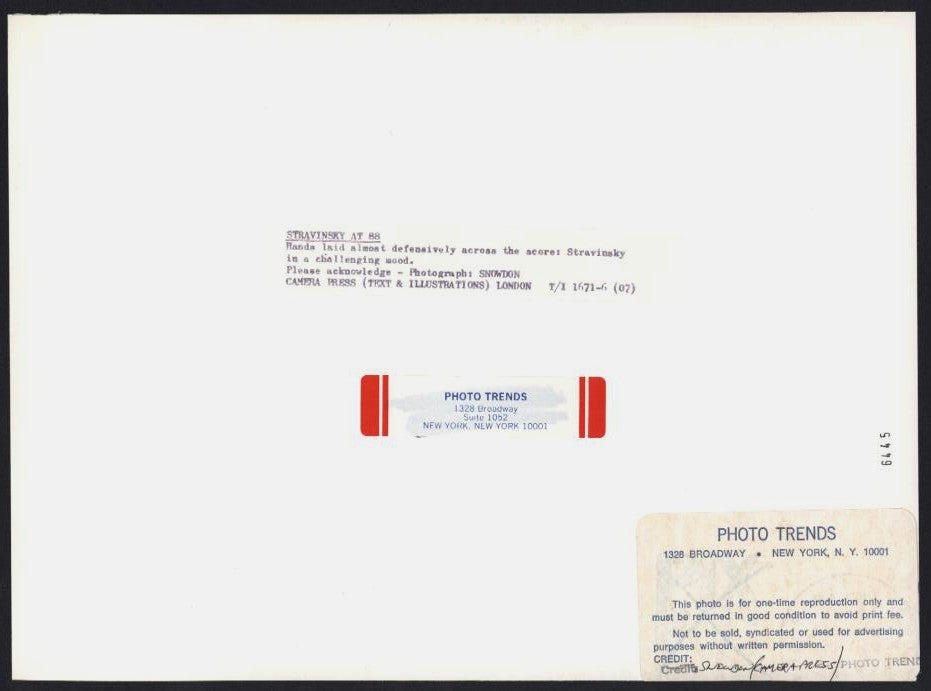 STRAVINSKY AT 88
Hands laid almost defensively across the score: Stravinsky
in a challenging mood.
Please acknowledge - Photograph: SNOWDON
CAMERA PRESS (TEXT & ILLUSTRATIONS) LONDON T/I 1671-6 (07)
PHOTO TRENDS
1328 Broadway
Suite 1052
NEW YORK, NEW YORK 10001
6445
PHOTO TRENDS
1328 BROADWAY • NEW YORK, N. Y. 10001
This photo is for one-time reproduction only and
must be returned in good condition to avoid print fee.
Not to be sold, syndicated or used for advertising
purposes without written permission.
CREDIT:
Credit: Snowdon/CAMERA PRESS/PHOTO TREND